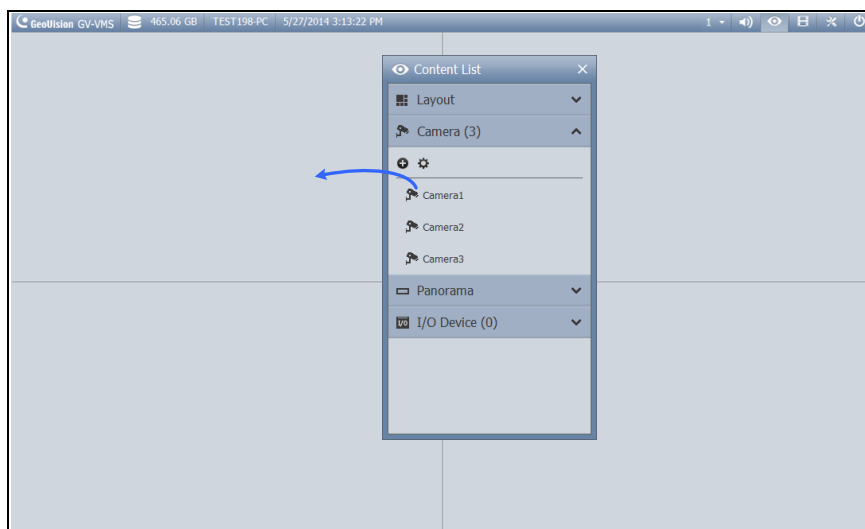 GeoVision GV-VMS 465.06 GB TEST198-PC 5/27/2014 3:13:22 PM 1
Content List
Layout
Camera (3)
Camera1
Camera2
Camera3
Panorama
I/O I/O Device (0)